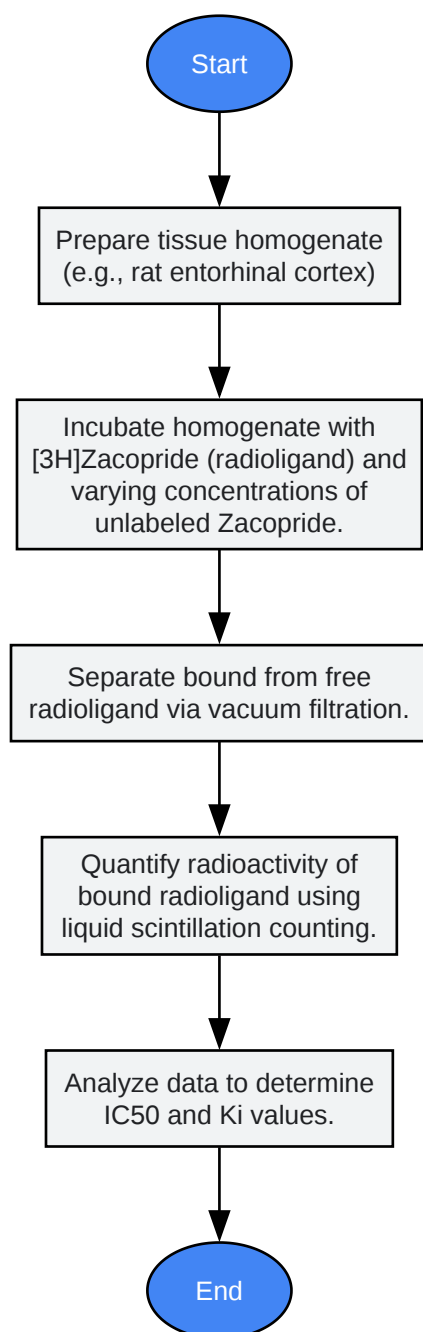 Start
Prepare tissue homogenate
(e.g., rat entorhinal cortex)
Incubate homogenate with
[3H]Zacopride (radioligand) and
varying concentrations of
unlabeled Zacopride.
Separate bound from free
radioligand via vacuum filtration.
Quantify radioactivity of
bound radioligand using
liquid scintillation counting.
Analyze data to determine
IC50 and Ki values.
End